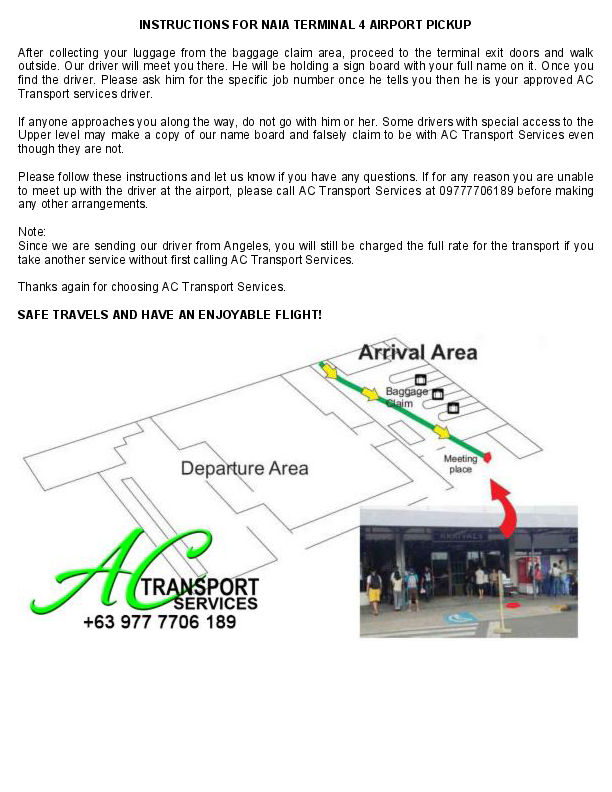 INSTRUCTIONS FOR NAIA TERMINAL 4 AIRPORT PICKUP
After collecting your luggage from the baggage claim area, proceed to the terminal exit doors and walk
outside. Our driver will meet you there. He will be holding a sign board with your full name on it. Once you
find the driver. Please ask him for the specific job number once he tells you then he is your approved AC
Transport services driver.
If anyone approaches you along the way, do not go with him or her. Some drivers with special access to the
Upper level may make a copy of our name board and falsely claim to be with AC Transport Services even
though they are not.
Please follow these instructions and let us know if you have any questions. If for any reason you are unable
to meet up with the driver at the airport, please call AC Transport Services at 09777706189 before making
any other arrangements.
Note:
Since we are sending our driver from Angeles, you will still be charged the full rate for the transport if you
take another service without first calling AC Transport Services.
Thanks again for choosing AC Transport Services.
SAFE TRAVELS AND HAVE AN ENJOYABLE FLIGHT!
Arrival Area
Baggage
Claim
Meeting
place
Departure Area
ARRIVALS
AC
TRANSPORT
SERVICES
+63 977 7706 189